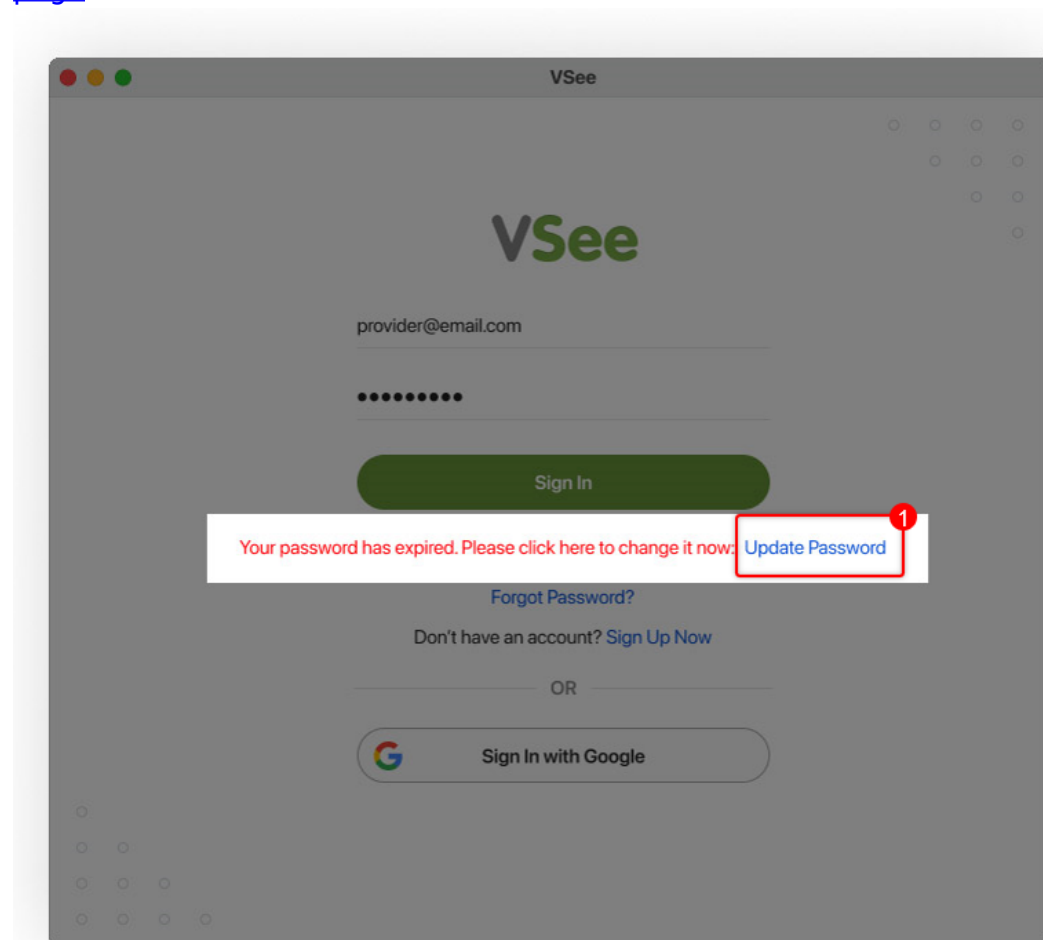 VSee
VSee
provider@email.com
•••••••••
Sign In
1
Your password has expired. Please click here to change it now: Update Password
Forgot Password?
Don't have an account? Sign Up Now
OR
Sign In with Google